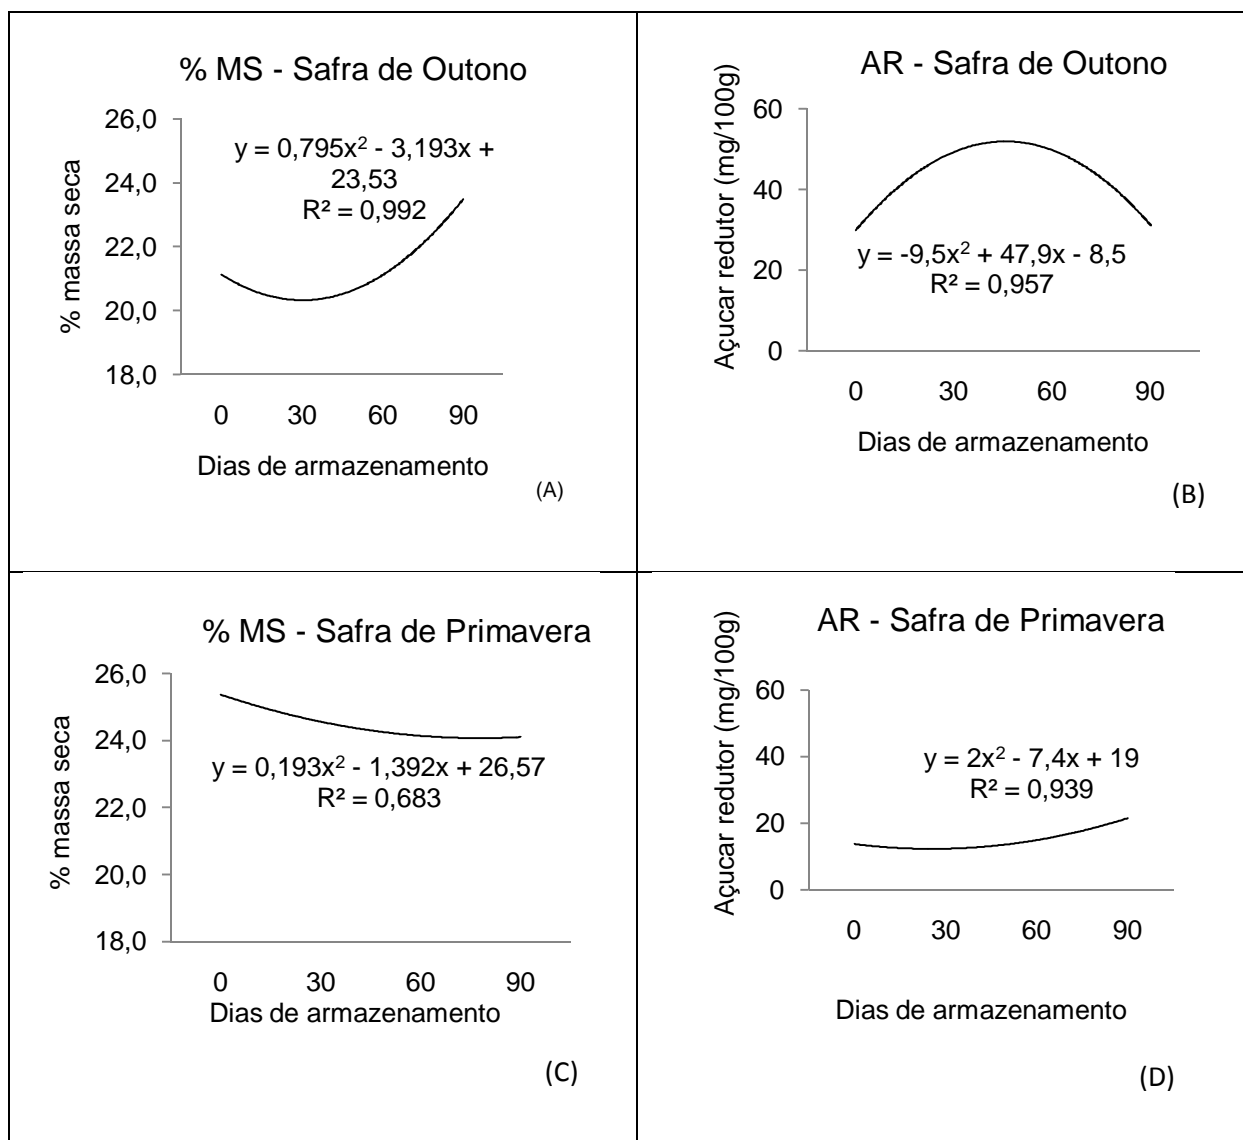 % MS - Safra de Outono
% massa seca
26,0
24,0
22,0
20,0
18,0
y = 0,795x² - 3,193x +
23,53
R² = 0,992
0 30 60 90
Dias de armazenamento
(A)
AR - Safra de Outono
Açucar redutor (mg/100g)
60
40
20
0
y = -9,5x² + 47,9x - 8,5
R² = 0,957
0 30 60 90
Dias de armazenamento
(B)
% MS - Safra de Primavera
% massa seca
26,0
24,0
22,0
20,0
18,0
y = 0,193x² - 1,392x + 26,57
R² = 0,683
0 30 60 90
Dias de armazenamento
(C)
AR - Safra de Primavera
Açucar redutor (mg/100g)
60
40
20
0
y = 2x² - 7,4x + 19
R² = 0,939
0 30 60 90
Dias de armazenamento
(D)